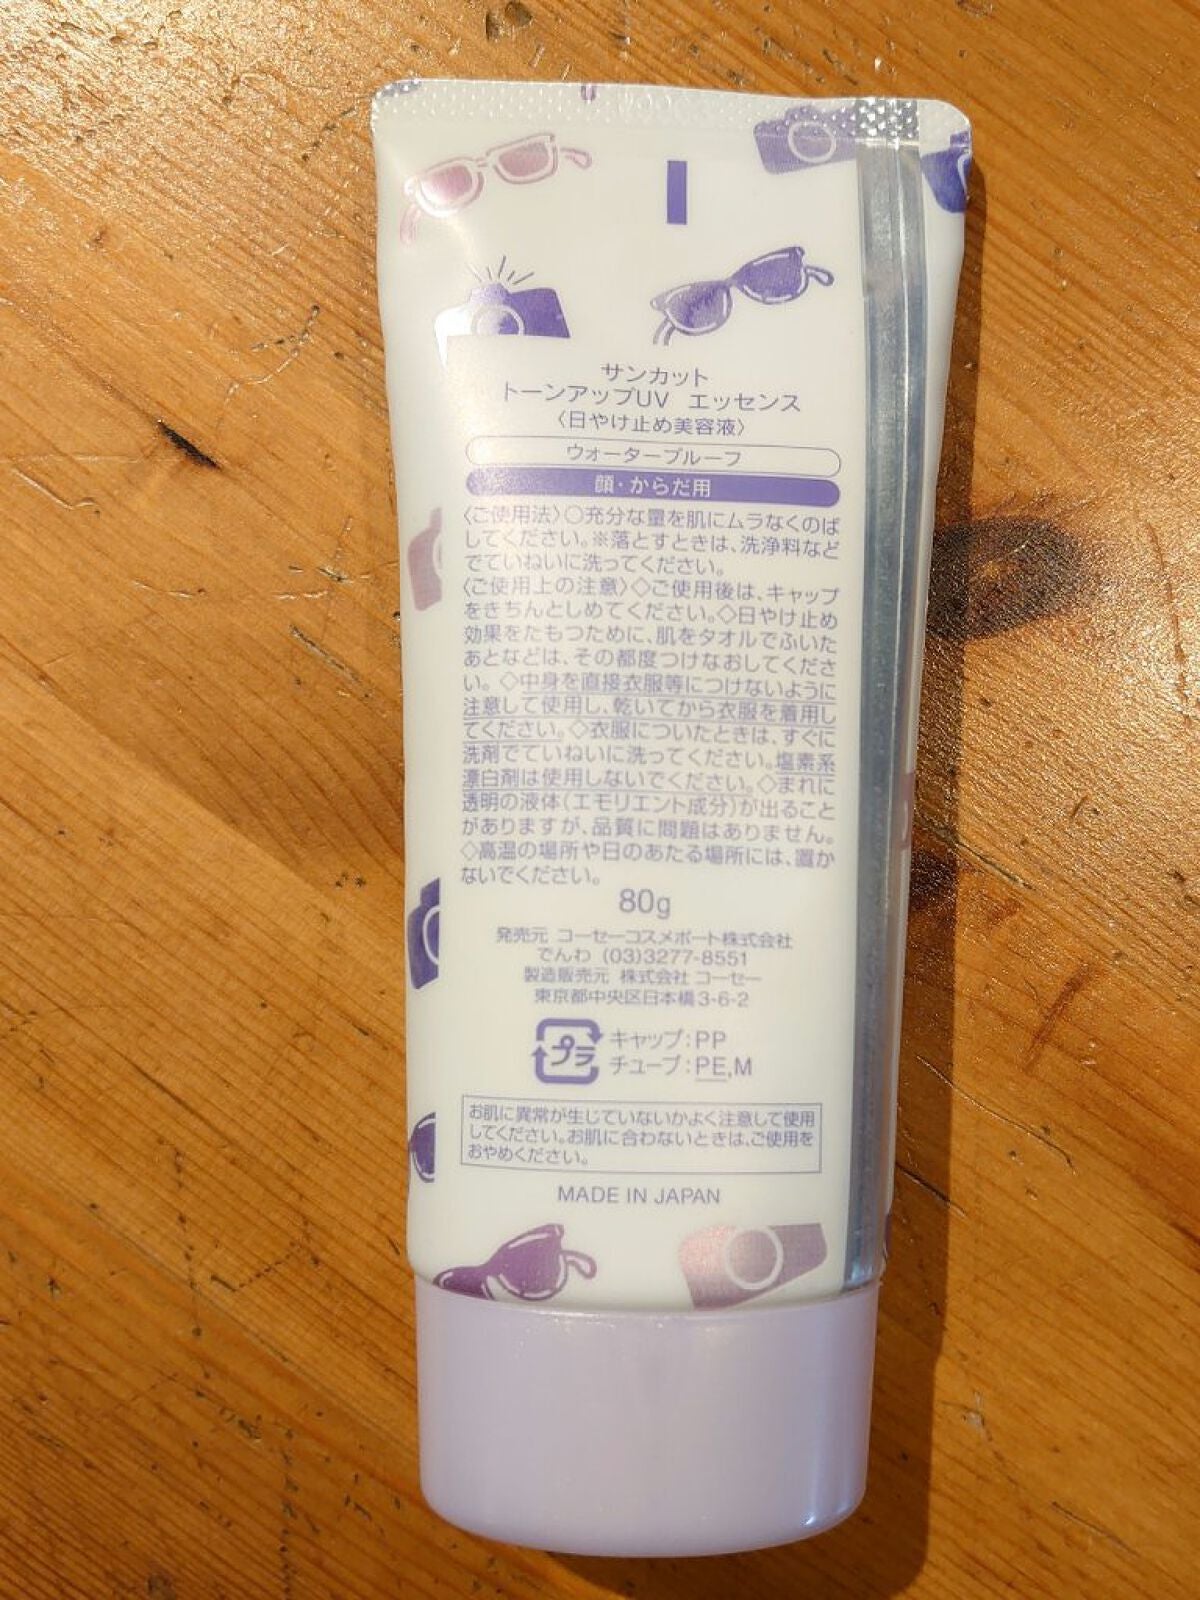 サンカット
トーンアップUV エッセンス
〈日やけ止め美容液〉
ウォータープルーフ
顔・からだ用
〈ご使用法〉○充分な量を肌にムラなくのば
してください。※落とすときは、洗浄料など
でていねいに洗ってください。
〈ご使用上の注意〉◇ご使用後は、キャップ
をきちんとしめてください。◇日やけ止め
効果をたもつために、肌をタオルでふいた
あとなどは、その都度つけなおしてくださ
い。◇中身を直接衣服等につけないように
注意して使用し、乾いてから衣服を着用し
てください。◇衣服についたときは、すぐに
洗剤でていねいに洗ってください。塩素系
漂白剤は使用しないでください。◇まれに
透明の液体(エモリエント成分)が出ること
がありますが、品質に問題はありません。
◇高温の場所や日のあたる場所には、置か
ないでください。
80g
発売元 コーセーコスメポート株式会社
でんわ (03)3277-8551
製造販売元 株式会社 コーセー
東京都中央区日本橋3-6-2
プラ
キャップ:PP
チューブ:PE,M
お肌に異常が生じていないかよく注意して使用
してください。お肌に合わないときは、ご使用を
おやめください。
MADE IN JAPAN